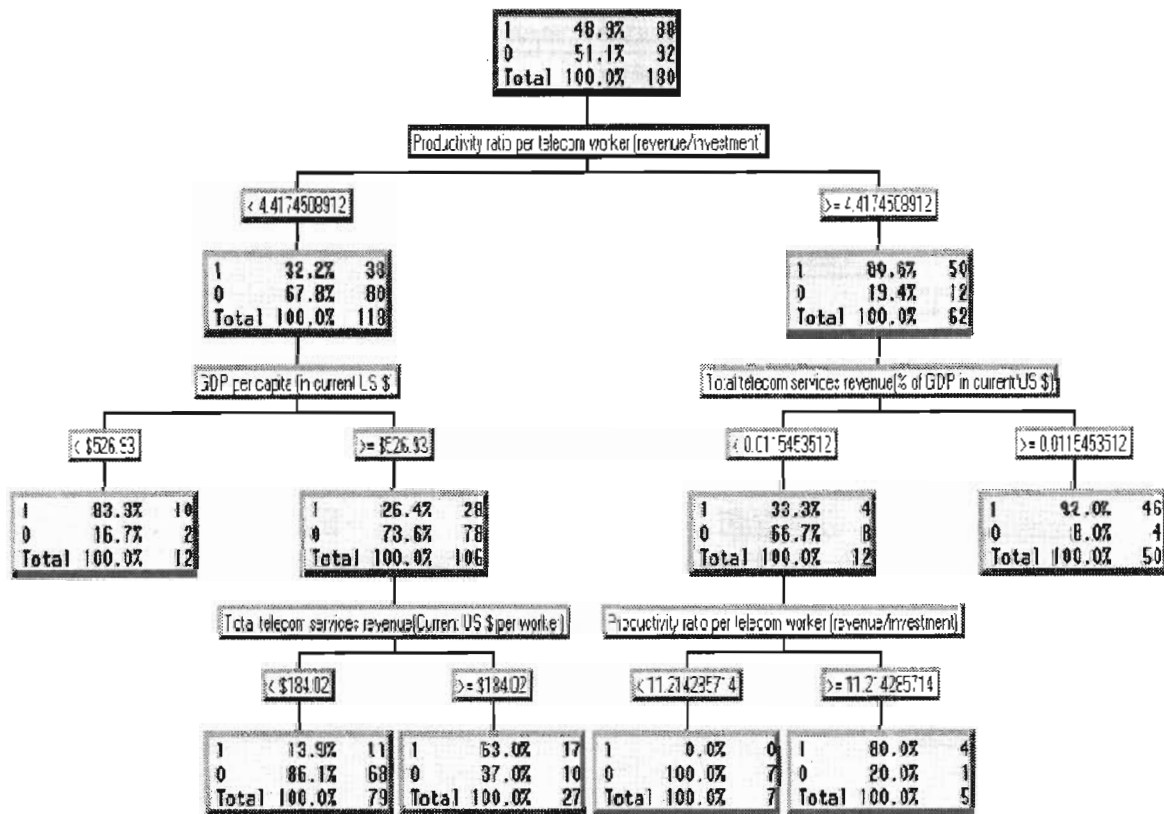 1 48.9% 88
0 51.1% 92
Total 100.0% 180
Productivity ratio per telecom worker (revenue/investment)
< 4.4174508912
>= 4.4174508912
1 32.2% 38
0 67.8% 80
Total 100.0% 118
1 80.6% 50
0 19.4% 12
Total 100.0% 62
GDP per capita (in current US $)
Total telecom services revenue(% of GDP in current US $)
< $526.93
>= $526.93
< 0.0115453512
>= 0.0115453512
1 83.3% 10
0 16.7% 2
Total 100.0% 12
1 26.4% 28
0 73.6% 78
Total 100.0% 106
1 33.3% 4
0 66.7% 8
Total 100.0% 12
1 92.0% 46
0 8.0% 4
Total 100.0% 50
Total telecom services revenue(Current US $ per worker)
Productivity ratio per telecom worker (revenue/investment)
< $184.02
>= $184.02
< 11.214285714
>= 11.214285714
1 13.9% 11
0 86.1% 68
Total 100.0% 79
1 63.0% 17
0 37.0% 10
Total 100.0% 27
1 0.0% 0
0 100.0% 7
Total 100.0% 7
1 80.0% 4
0 20.0% 1
Total 100.0% 5